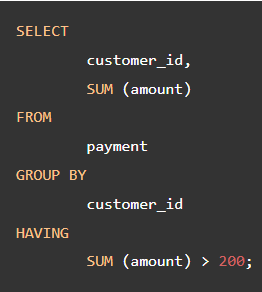 SELECT
customer_id,
SUM (amount)
FROM
payment
GROUP BY
customer_id
HAVING
SUM (amount) > 200;